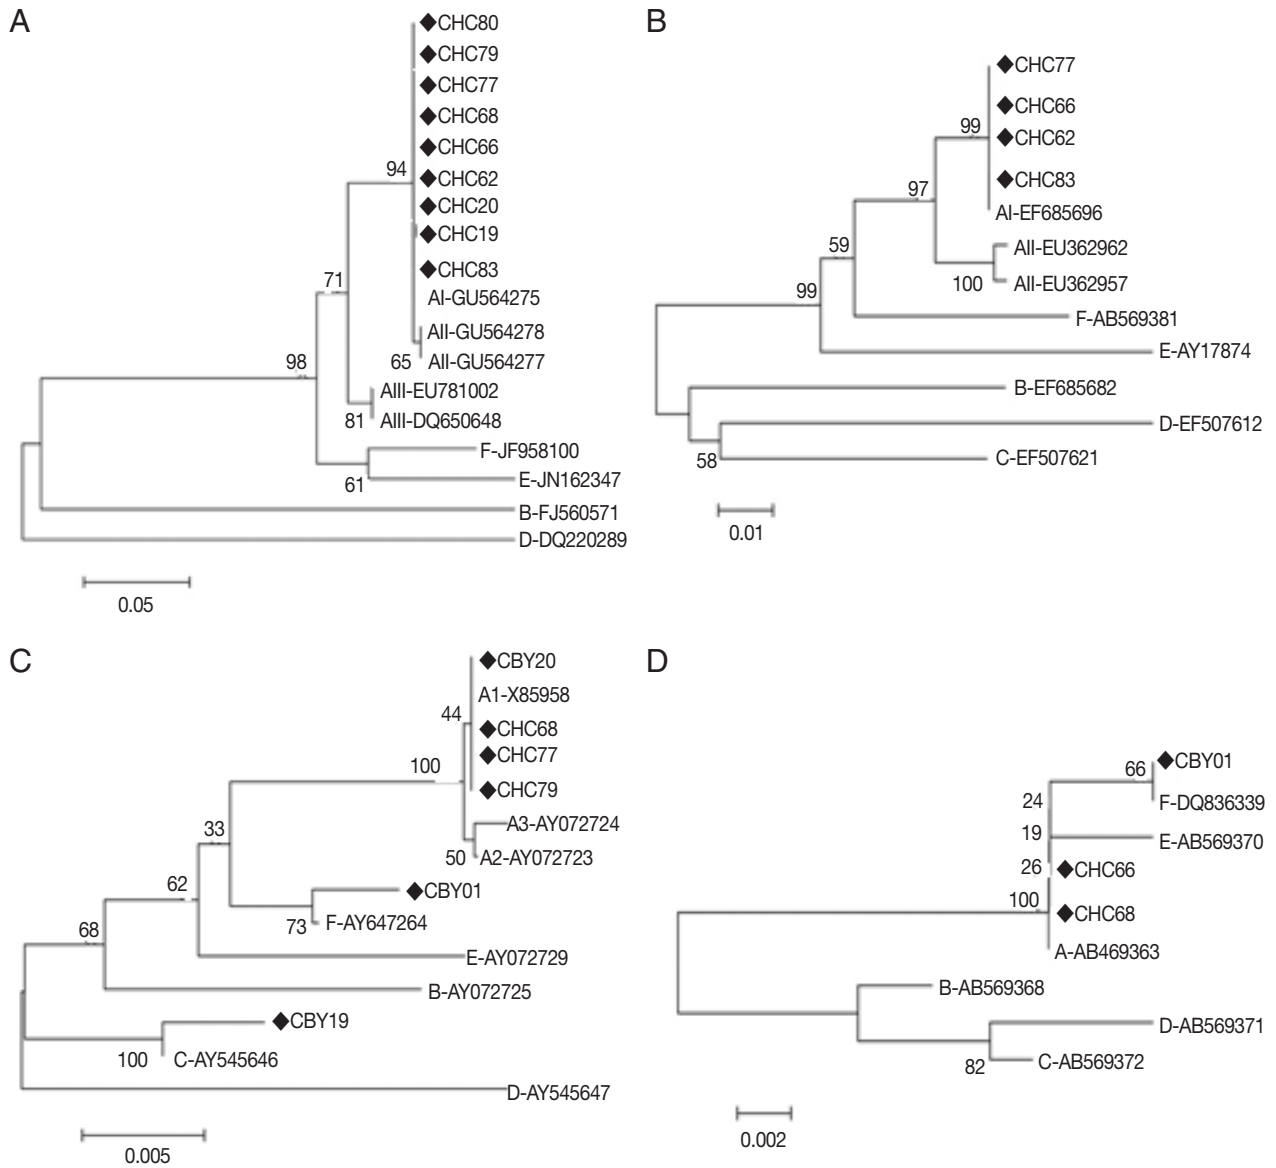 A
◆CHC80
◆CHC79
◆CHC77
◆CHC68
◆CHC66
94
◆CHC62
◆CHC20
◆CHC19
◆CHC83
71
AI-GU564275
AII-GU564278
65
AII-GU564277
98
AIII-EU781002
81
AIII-DQ650648
F-JF958100
61
E-JN162347
B-FJ560571
D-DQ220289
0.05
B
◆CHC77
◆CHC66
99
◆CHC62
◆CHC83
97
AI-EF685696
59
AII-EU362962
100
AII-EU362957
99
F-AB569381
E-AY17874
B-EF685682
D-EF507612
58
C-EF507621
0.01
C
◆CBY20
A1-X85958
44
◆CHC68
◆CHC77
100
◆CHC79
33
A3-AY072724
50
A2-AY072723
62
◆CBY01
73
F-AY647264
68
E-AY072729
B-AY072725
◆CBY19
100
C-AY545646
D-AY545647
0.005
D
◆CBY01
66
F-DQ836339
24
19
E-AB569370
26
◆CHC66
100
◆CHC68
A-AB469363
B-AB569368
D-AB569371
82
C-AB569372
0.002